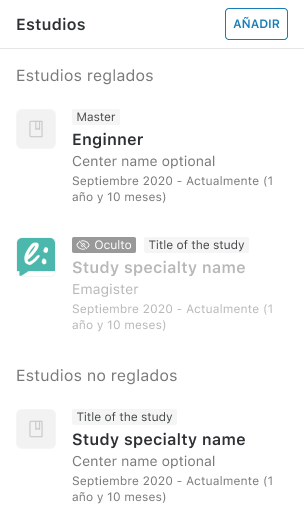 Estudios
AÑADIR
Estudios reglados
Master
Enginner
Center name optional
Septiembre 2020 - Actualmente (1
año y 10 meses)
Oculto
Title of the study
Study specialty name
Emagister
Septiembre 2020 - Actualmente (1
año y 10 meses)
Estudios no reglados
Title of the study
Study specialty name
Center name optional
Septiembre 2020 - Actualmente (1
año y 10 meses)